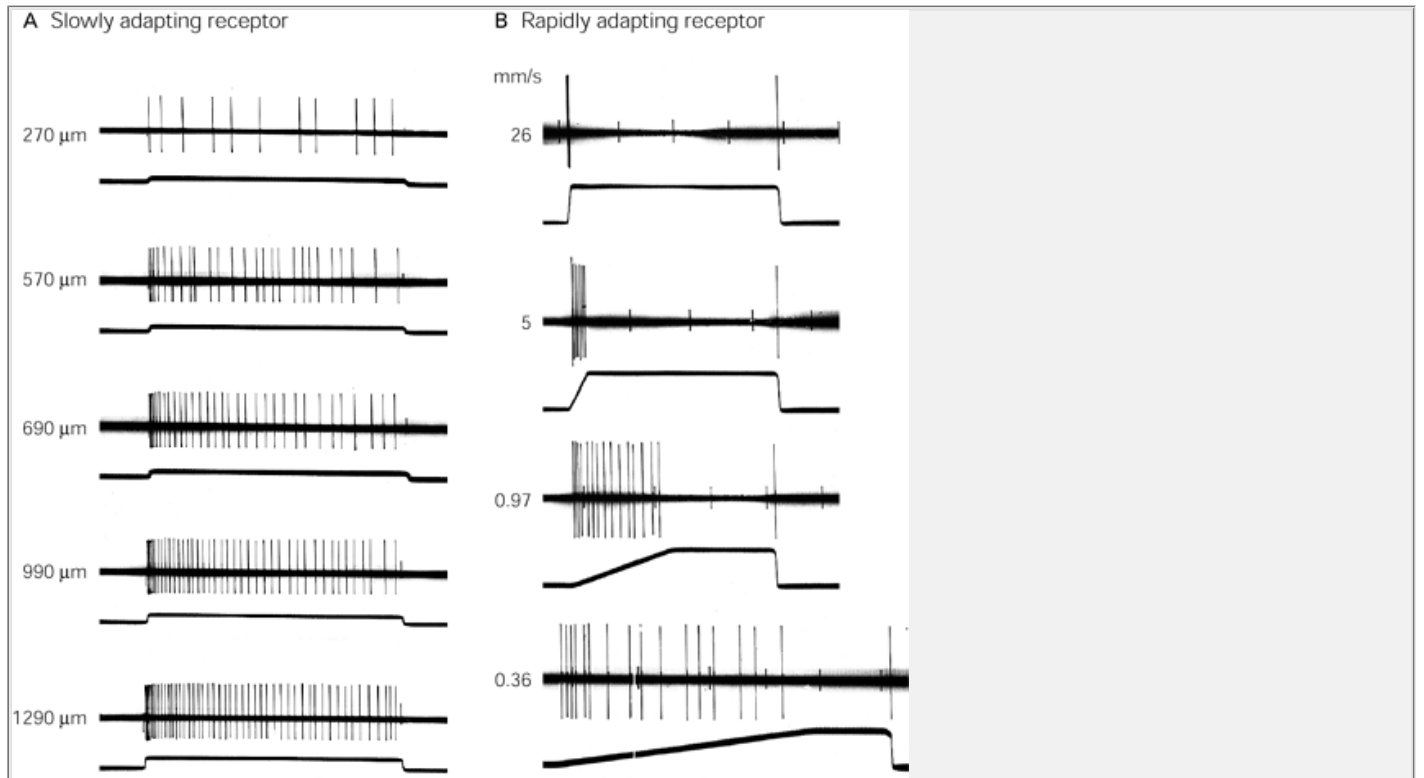 A Slowly adapting receptor
270 μm
570 μm
690 μm
990 μm
1290 μm
B Rapidly adapting receptor
mm/s
26
5
0.97
0.36